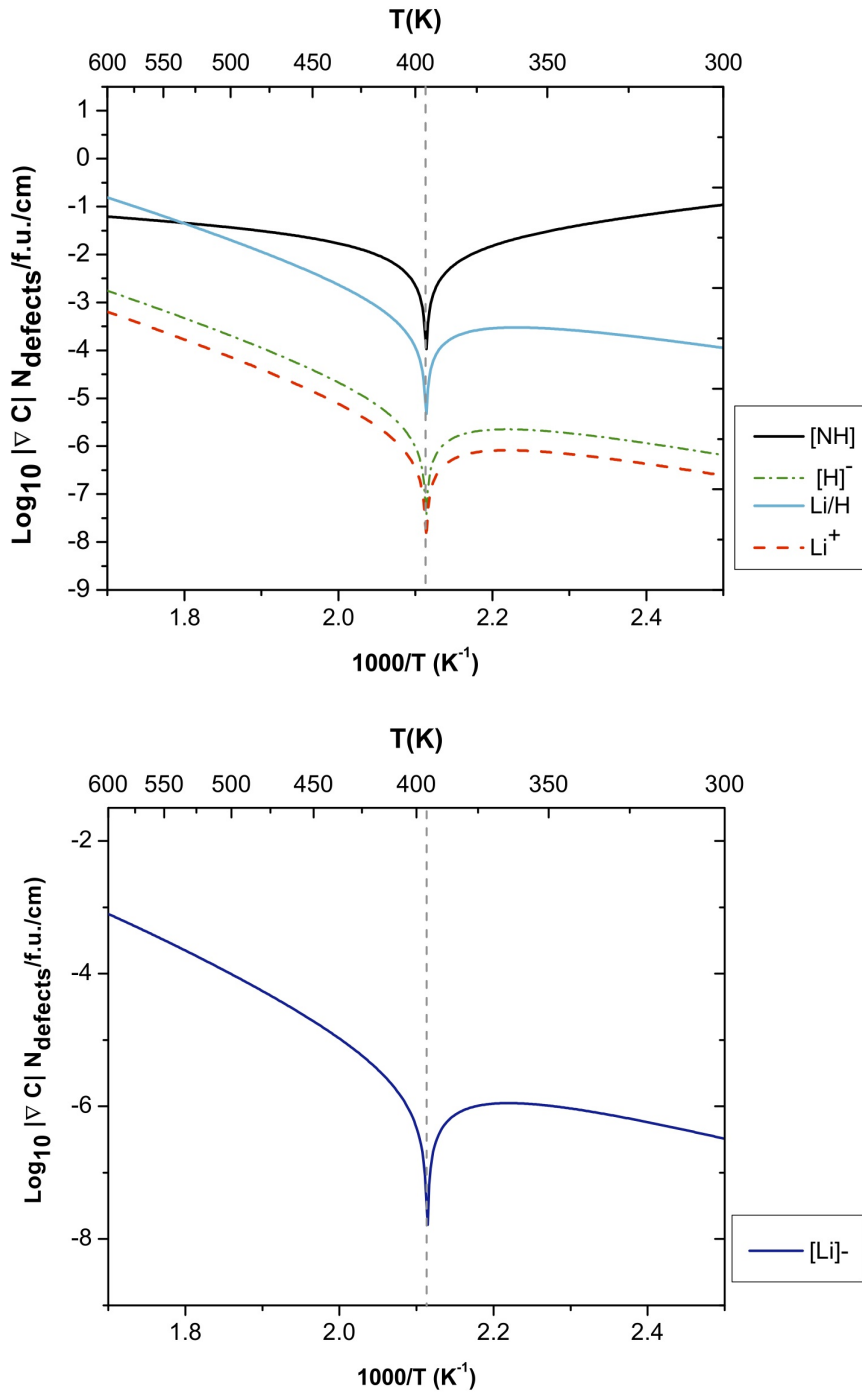 T(K)
600 550 500 450 400 350 300
1
0
-1
-2
-3
-4
-5
-6
-7
-8
-9
Log10 |∇ C| Ndefects/f.u./cm)
1.8 2.0 2.2 2.4
1000/T (K-1)
[NH]
[H]-
Li/H
Li+
T(K)
600 550 500 450 400 350 300
-2
-4
-6
-8
Log10 |∇ C| Ndefects/f.u./cm)
1.8 2.0 2.2 2.4
1000/T (K-1)
[Li]-